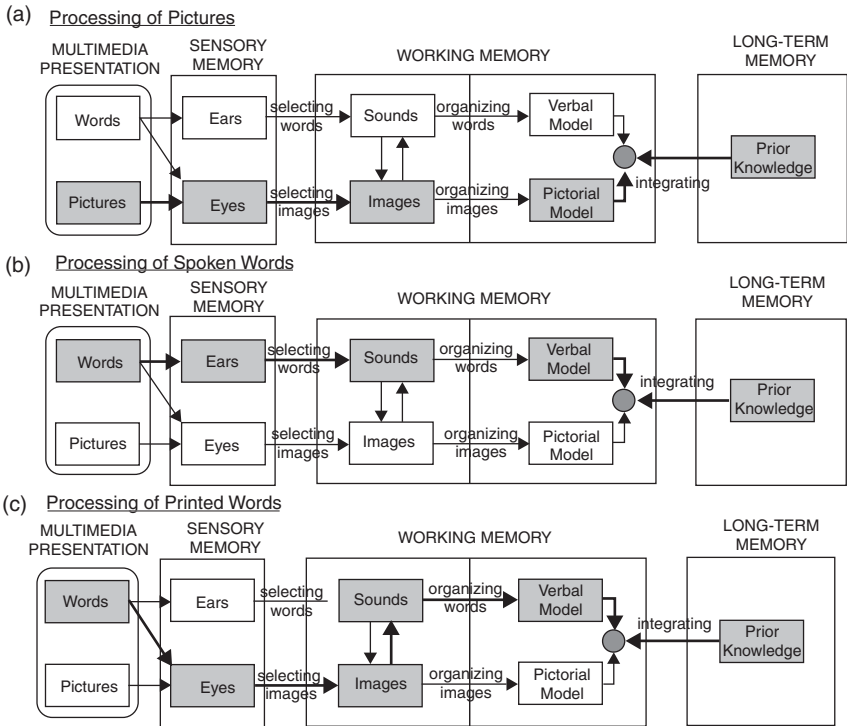 (a) Processing of Pictures
MULTIMEDIA
PRESENTATION
SENSORY
MEMORY
WORKING MEMORY
LONG-TERM
MEMORY
Words
Ears
selecting
words
Sounds
organizing
words
Verbal
Model
Pictures
Eyes
selecting
images
Images
organizing
images
Pictorial
Model
integrating
Prior
Knowledge
(b) Processing of Spoken Words
MULTIMEDIA
PRESENTATION
SENSORY
MEMORY
WORKING MEMORY
LONG-TERM
MEMORY
Words
Ears
selecting
words
Sounds
organizing
words
Verbal Model
integrating
Prior
Knowledge
Pictures
Eyes
selecting
images
Images
organizing
images
Pictorial
Model
(c) Processing of Printed Words
MULTIMEDIA
PRESENTATION
SENSORY
MEMORY
WORKING MEMORY
LONG-TERM
MEMORY
Words
Ears
selecting
words
Sounds
organizing
words
Verbal
Model
integrating
Prior
Knowledge
Pictures
Eyes
selecting
images
Images
organizing
images
Pictorial
Model